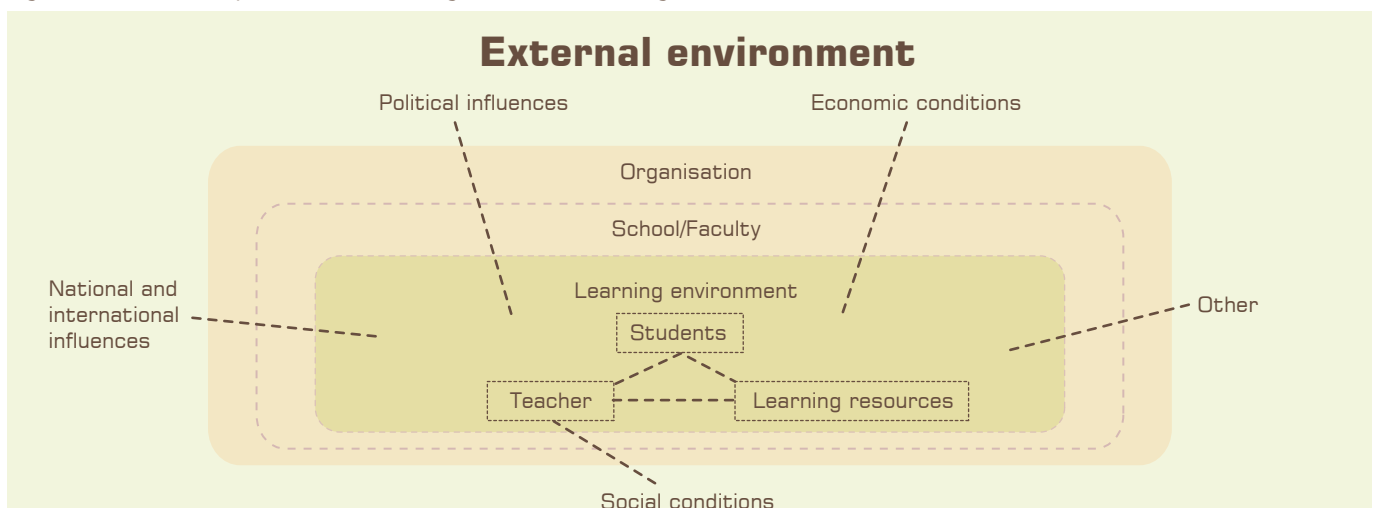 External environment
Political influences
Economic conditions
Organisation
School/Faculty
National and
international
influences
Learning environment
Other
Students
Teacher
Learning resources
Social conditions